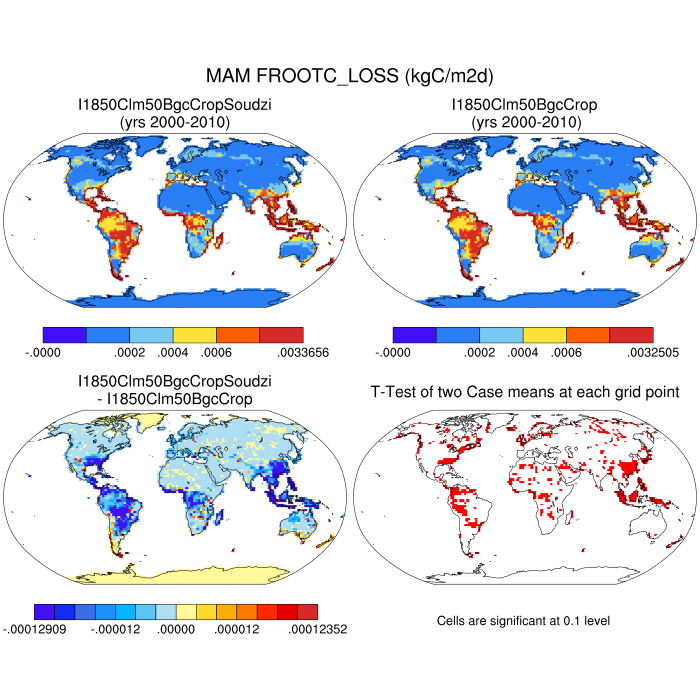 MAM FROOTC_LOSS (kgC/m2d)
I1850Clm50BgcCropSoudzi
(yrs 2000-2010)
I1850Clm50BgcCrop
(yrs 2000-2010)
-.0000 .0002 .0004 .0006 .0033656
-.0000 .0002 .0004 .0006 .0032505
I1850Clm50BgcCropSoudzi
- I1850Clm50BgcCrop
T-Test of two Case means at each grid point
-.00012909 -.000012 .00000 .000012 .00012352
Cells are significant at 0.1 level